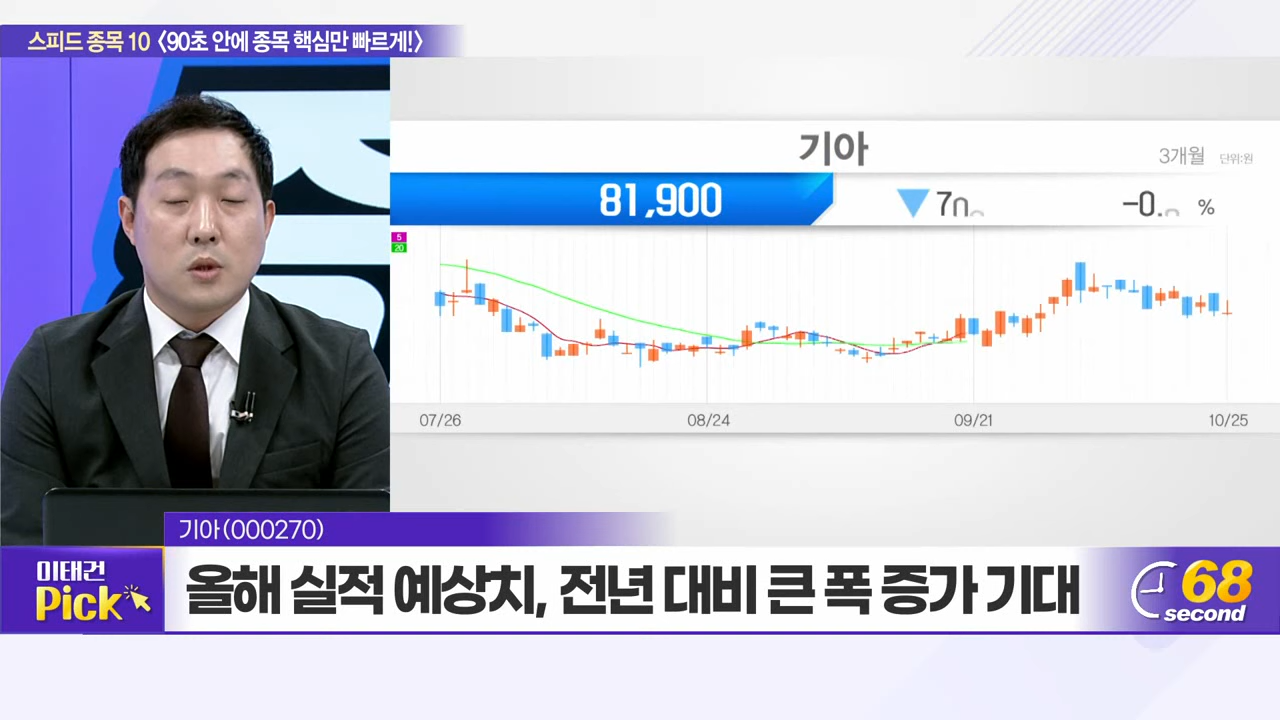 스피드 종목 10 〈90초 안에 종목 핵심만 빠르게!〉
기아
3개월 단위:원
81,900
%
5
20
07/26 08/24 09/21 10/25
기아(000270)
이태건
Pick
올해 실적 예상치, 전년 대비 큰 폭 증가 기대
68
second